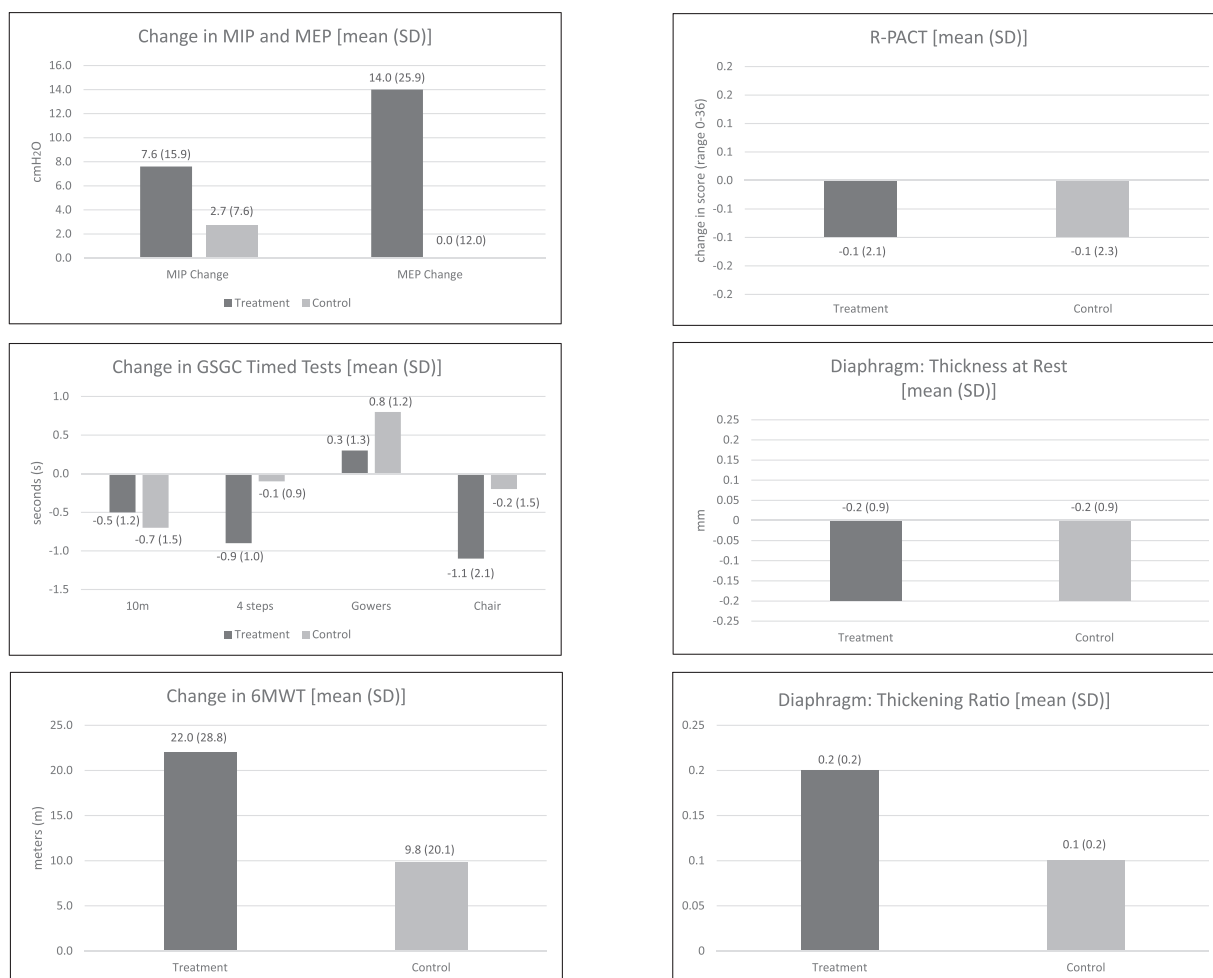 Change in MIP and MEP [mean (SD)]
16.0
14.0
12.0
10.0
8.0
6.0
4.0
2.0
0.0
cmH2O
7.6 (15.9)
2.7 (7.6)
14.0 (25.9)
0.0 (12.0)
MIP Change
MEP Change
Treatment
Control
R-PACT [mean (SD)]
0.2
0.2
0.1
0.1
0.0
-0.1
-0.1
-0.2
-0.2
change in score (range 0-36)
-0.1 (2.1)
-0.1 (2.3)
Treatment
Control
Change in GSGC Timed Tests [mean (SD)]
1.0
0.5
0.0
-0.5
-1.0
-1.5
seconds (s)
-0.5 (1.2)
-0.7 (1.5)
-0.9 (1.0)
-0.1 (0.9)
0.3 (1.3)
0.8 (1.2)
-1.1 (2.1)
-0.2 (1.5)
10m
4 steps
Gowers
Chair
Treatment
Control
Diaphragm: Thickness at Rest
[mean (SD)]
0.25
0.2
0.15
0.1
0.05
0
-0.05
-0.1
-0.15
-0.2
-0.25
mm
-0.2 (0.9)
-0.2 (0.9)
Treatment
Control
Change in 6MWT [mean (SD)]
25.0
20.0
15.0
10.0
5.0
0.0
meters (m)
22.0 (28.8)
9.8 (20.1)
Treatment
Control
Diaphragm: Thickening Ratio [mean (SD)]
0.25
0.2
0.15
0.1
0.05
0
0.2 (0.2)
0.1 (0.2)
Treatment
Control